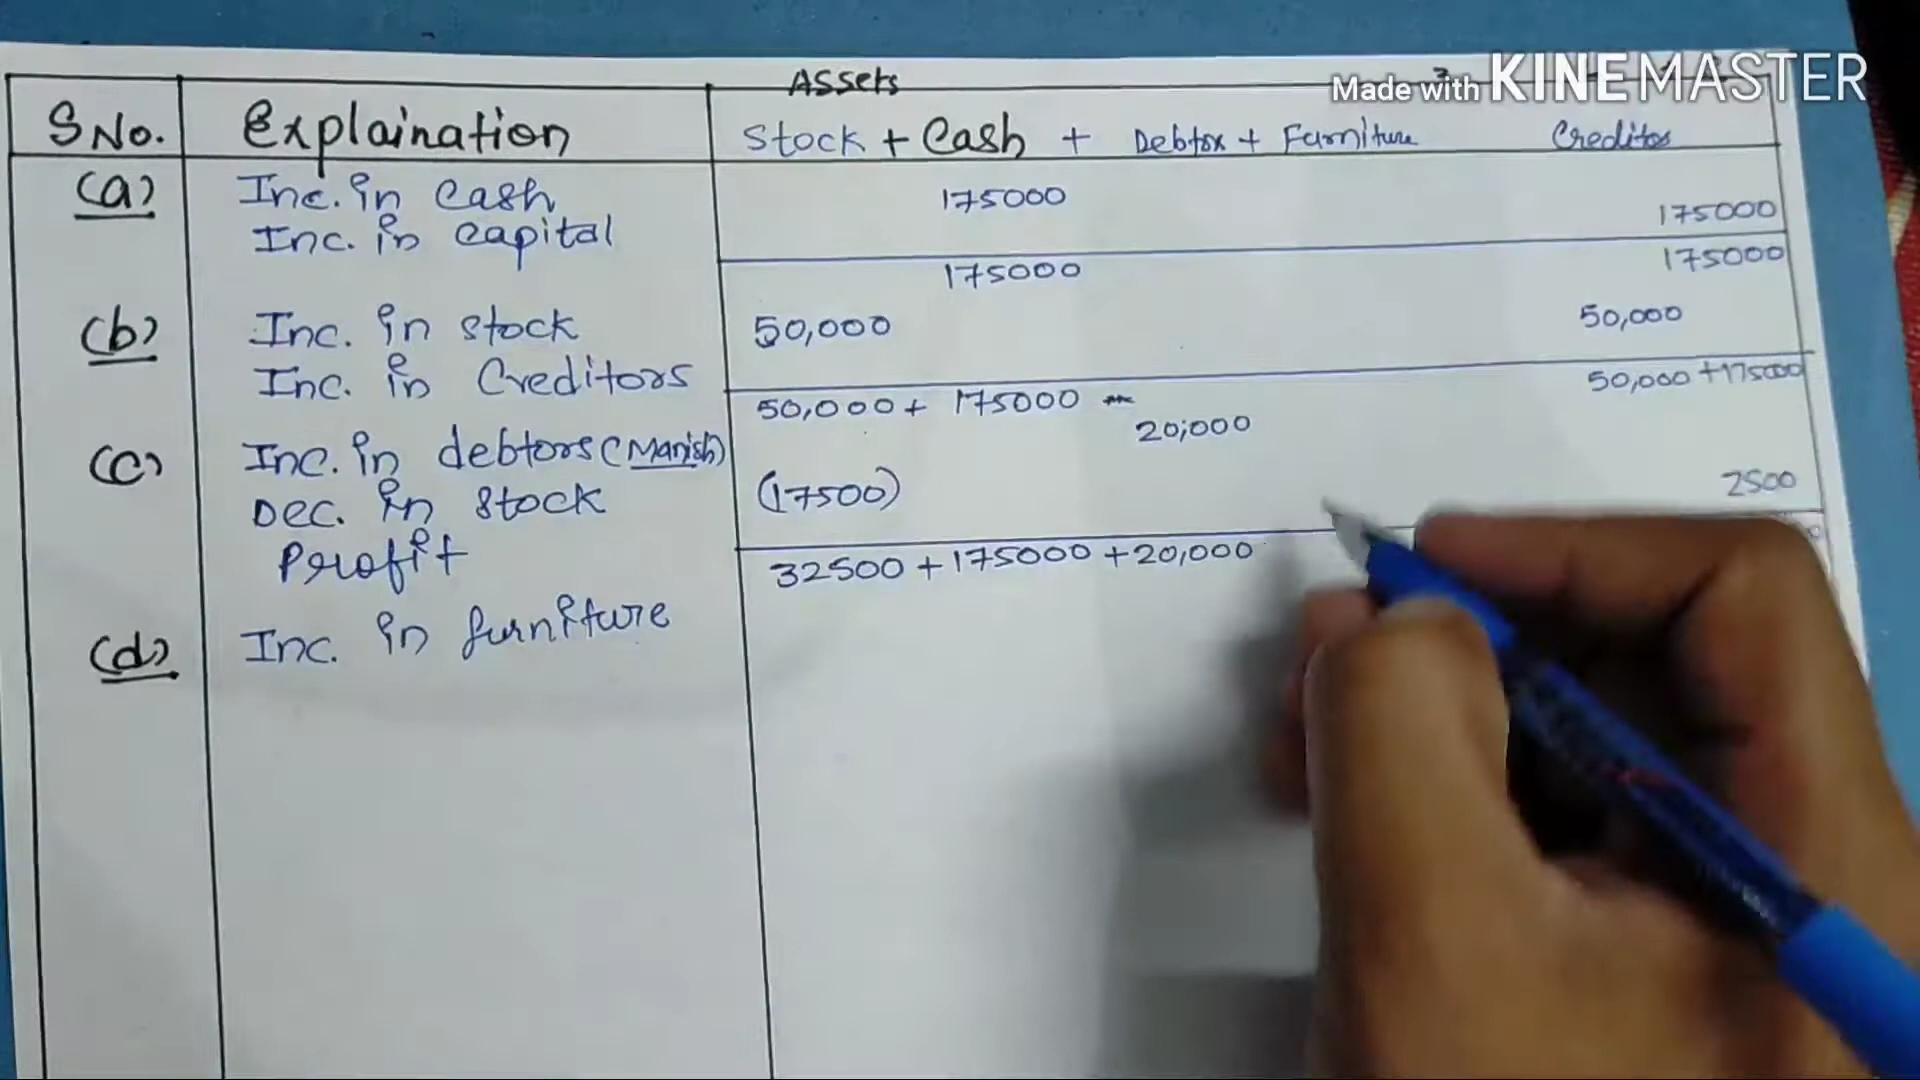 Assets
Made with KINEMASTER
S No. Explaination Stock + Cash + Debtor + Furniture Creditos
(a) Inc. in cash 175000
Inc. in capital 175000
175000 175000
(b) Inc. in stock 50,000 50,000
Inc. in Creditors
50,000 + 175000 50,000 + 175000
20,000
(c) Inc. in debtors (Manish)
Dec. in stock (17500) 2500
Profit
32500 + 175000 + 20,000
(d) Inc. in furniture